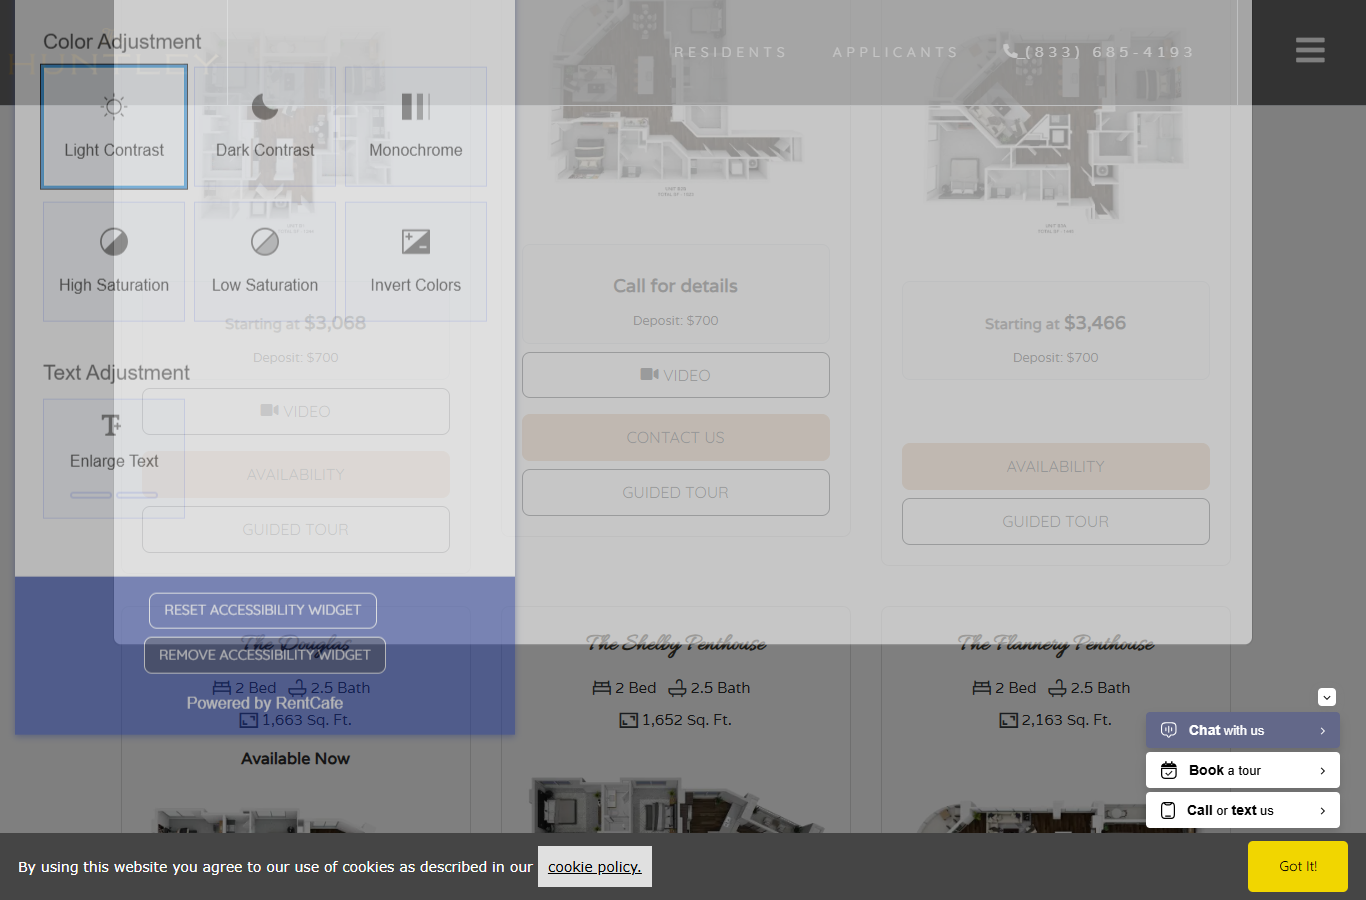 HUNTLEY
RESIDENTS
APPLICANTS
(833) 685-4193
Color Adjustment
Light Contrast
Dark Contrast
Monochrome
High Saturation
Low Saturation
Invert Colors
Text Adjustment
Enlarge Text
RESET ACCESSIBILITY WIDGET
REMOVE ACCESSIBILITY WIDGET
Powered by RentCafe
Starting at $3,068
Deposit: $700
VIDEO
AVAILABILITY
GUIDED TOUR
Call for details
Deposit: $700
VIDEO
CONTACT US
GUIDED TOUR
Starting at $3,466
Deposit: $700
AVAILABILITY
GUIDED TOUR
The Douglas
2 Bed 2.5 Bath
1,663 Sq. Ft.
Available Now
The Shelby Penthouse
2 Bed 2.5 Bath
1,652 Sq. Ft.
The Flannery Penthouse
2 Bed 2.5 Bath
2,163 Sq. Ft.
Chat with us
Book a tour
Call or text us
By using this website you agree to our use of cookies as described in our cookie policy.
Got It!